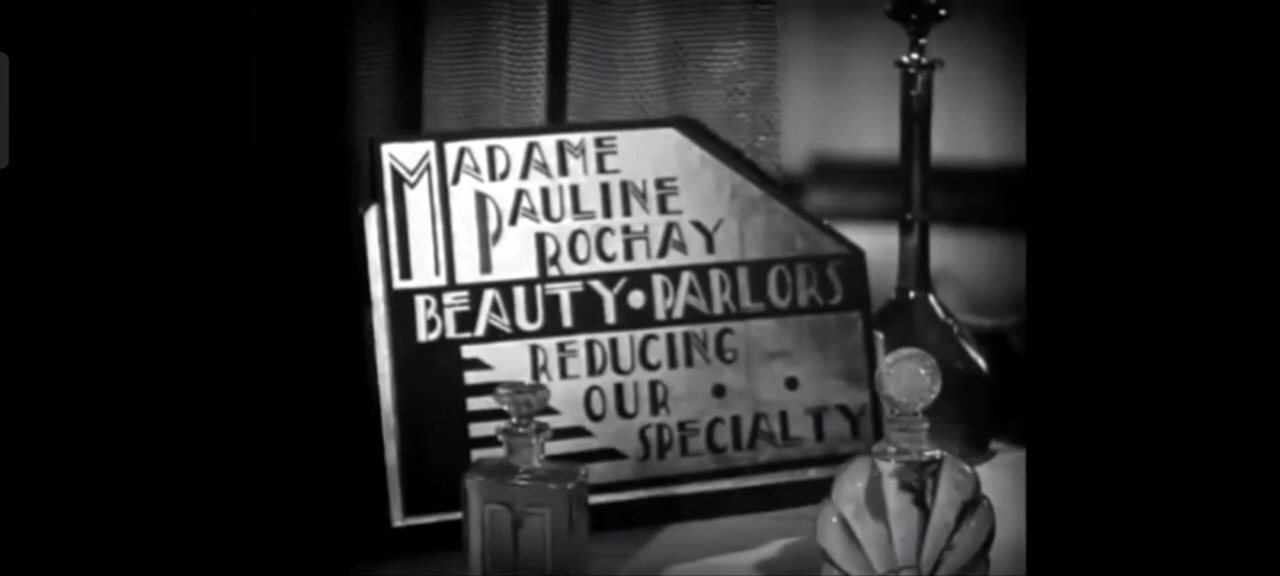 MADAME
PAULINE
ROCHAY
BEAUTY • PARLORS
REDUCING
OUR • •
SPECIALTY